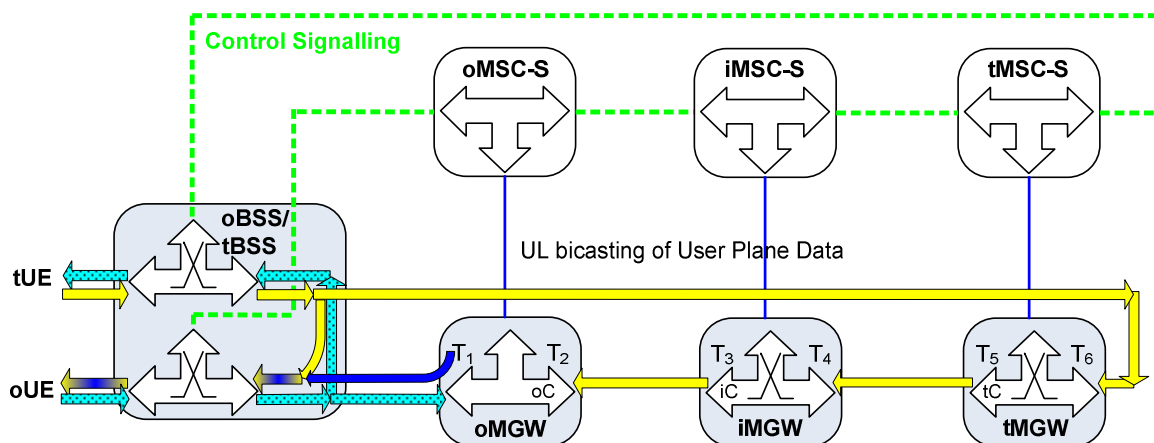 Control Signalling
oMSC-S
iMSC-S
tMSC-S
oBSS/
tBSS
UL bicasting of User Plane Data
tUE
T1
T2
T3
T4
T5
T6
oUE
oC
iC
tC
oMGW
iMGW
tMGW